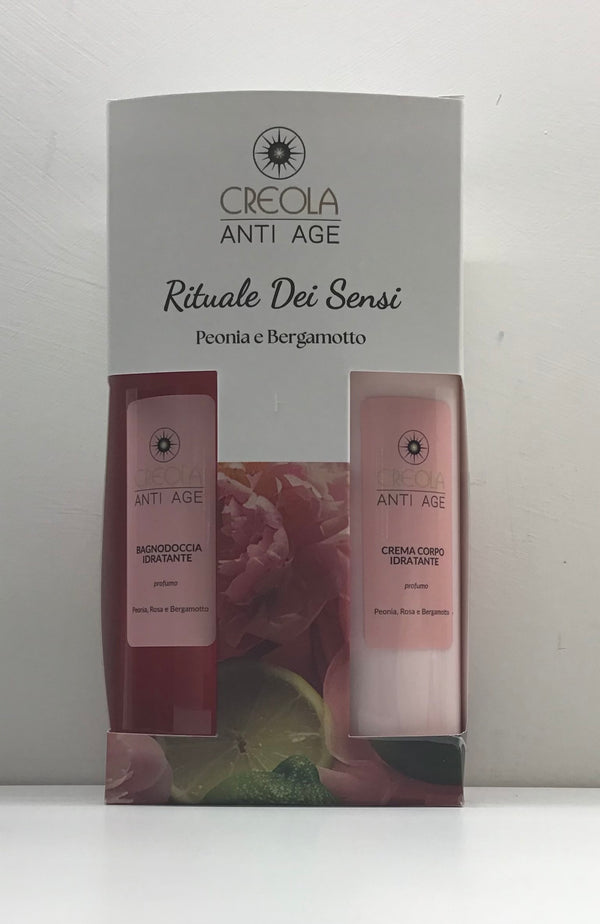 CREOLA
ANTI AGE
Rituale Dei Sensi
Peonia e Bergamotto
CREOLA
ANTI AGE
BAGNODOCCIA
IDRATANTE
profumo
Peonia, Rosa e Bergamotto
CREOLA
ANTI AGE
CREMA CORPO
IDRATANTE
profumo
Peonia, Rosa e Bergamotto